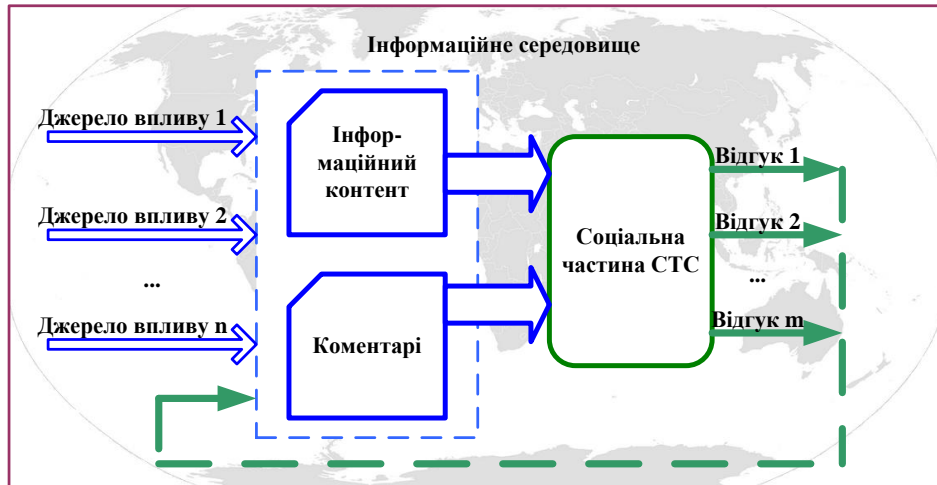 Інформаційне середовище
Джерело впливу 1
Джерело впливу 2
...
Джерело впливу n
Інфор-
маційний
контент
Коментарі
Соціальна
частина СТС
Відгук 1
Відгук 2
...
Відгук m